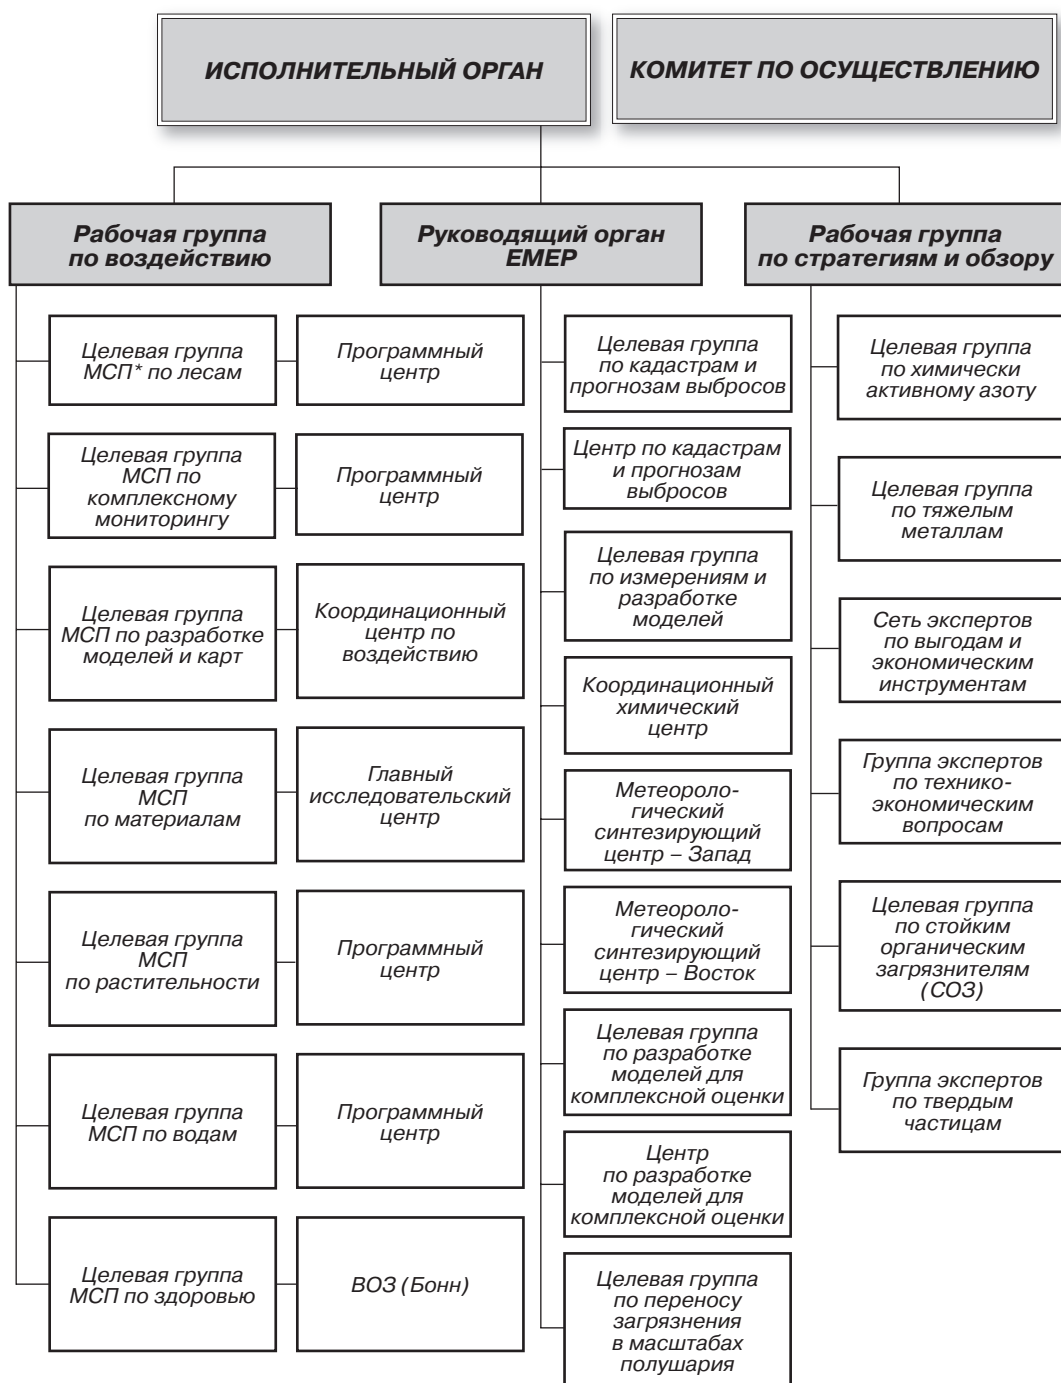 ИСПОЛНИТЕЛЬНЫЙ ОРГАН
КОМИТЕТ ПО ОСУЩЕСТВЛЕНИЮ
Рабочая группа
по воздействию
Руководящий орган
ЕМЕР
Рабочая группа
по стратегиям и обзору
Целевая группа
МСП* по лесам
Программный
центр
Целевая группа
МСП по
комплексному
мониторингу
Программный
центр
Целевая группа
МСП по разработке
моделей и карт
Координационный
центр по
воздействию
Целевая группа
МСП
по материалам
Главный
исследовательский
центр
Целевая группа
МСП
по растительности
Программный
центр
Целевая группа
МСП по водам
Программный
центр
Целевая группа
МСП по здоровью
ВОЗ (Бонн)
Целевая группа
по кадастрам и
прогнозам выбросов
Центр по кадастрам
и прогнозам
выбросов
Целевая группа
по измерениям и
разработке
моделей
Координационный
химический
центр
Метеороло-
гический
синтезирующий
центр – Запад
Метеороло-
гический
синтезирующий
центр – Восток
Целевая группа
по разработке
моделей для
комплексной оценки
Центр
по разработке
моделей для
комплексной оценки
Целевая группа
по переносу
загрязнения
в масштабах
полушария
Целевая группа
по химически
активному азоту
Целевая группа
по тяжелым
металлам
Сеть экспертов
по выгодам и
экономическим
инструментам
Группа экспертов
по технико-
экономическим
вопросам
Целевая группа
по стойким
органическим
загрязнителям
(СОЗ)
Группа экспертов
по твердым
частицам